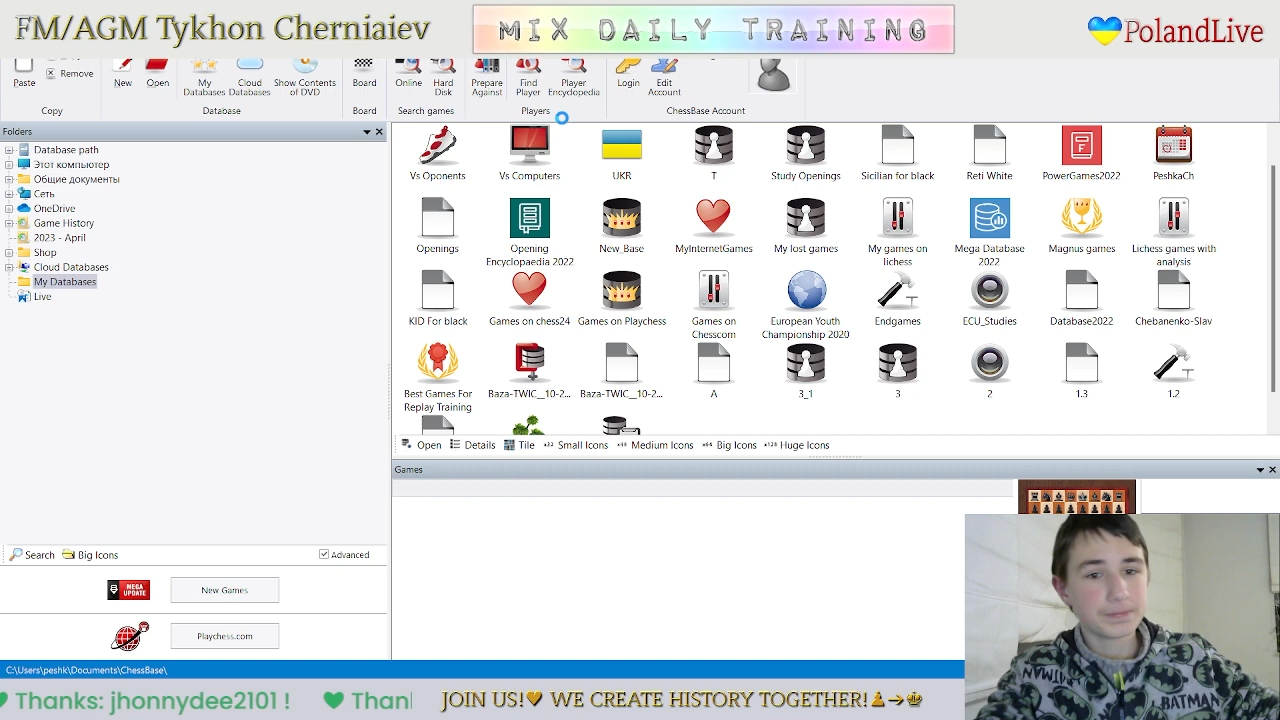 FM/AGM Tykhon Cherniaiev
MIX DAILY TRAINING
PolandLive
Paste
Remove
New
Open
My Databases
Cloud Databases
Show Contents of DVD
Board
Online
Hard Disk
Prepare Against
Find Player
Player Encyclopedia
Login
Edit Account
Copy
Database
Board
Search games
Players
ChessBase Account
Folders
Database path
Этот компьютер
Общие документы
Сеть
OneDrive
Game History
2023 - April
Shop
Cloud Databases
My Databases
Live
Vs Oponents
Vs Computers
UKR
T
Study Openings
Sicilian for black
Reti White
PowerGames2022
PeshkaCh
Openings
Opening Encyclopaedia 2022
New_Base
MyInternetGames
My lost games
My games on lichess
Mega Database 2022
Magnus games
Lichess games with analysis
KID For black
Games on chess24
Games on Playchess
Games on Chesscom
European Youth Championship 2020
Endgames
ECU_Studies
Database2022
Chebanenko-Slav
Best Games For Replay Training
Baza-TWIC__10-2...
Baza-TWIC__10-2...
A
3_1
3
2
1.3
1.2
Open
Details
Tile
Small Icons
Medium Icons
Big Icons
Huge Icons
Games
Search
Big Icons
Advanced
MEGA UPDATE
New Games
Playchess.com
C:\Users\peshk\Documents\ChessBase\
Thanks: jhonnydee2101 !
Than
JOIN US!♥ WE CREATE HISTORY TOGETHER!♟→♚
BATMAN